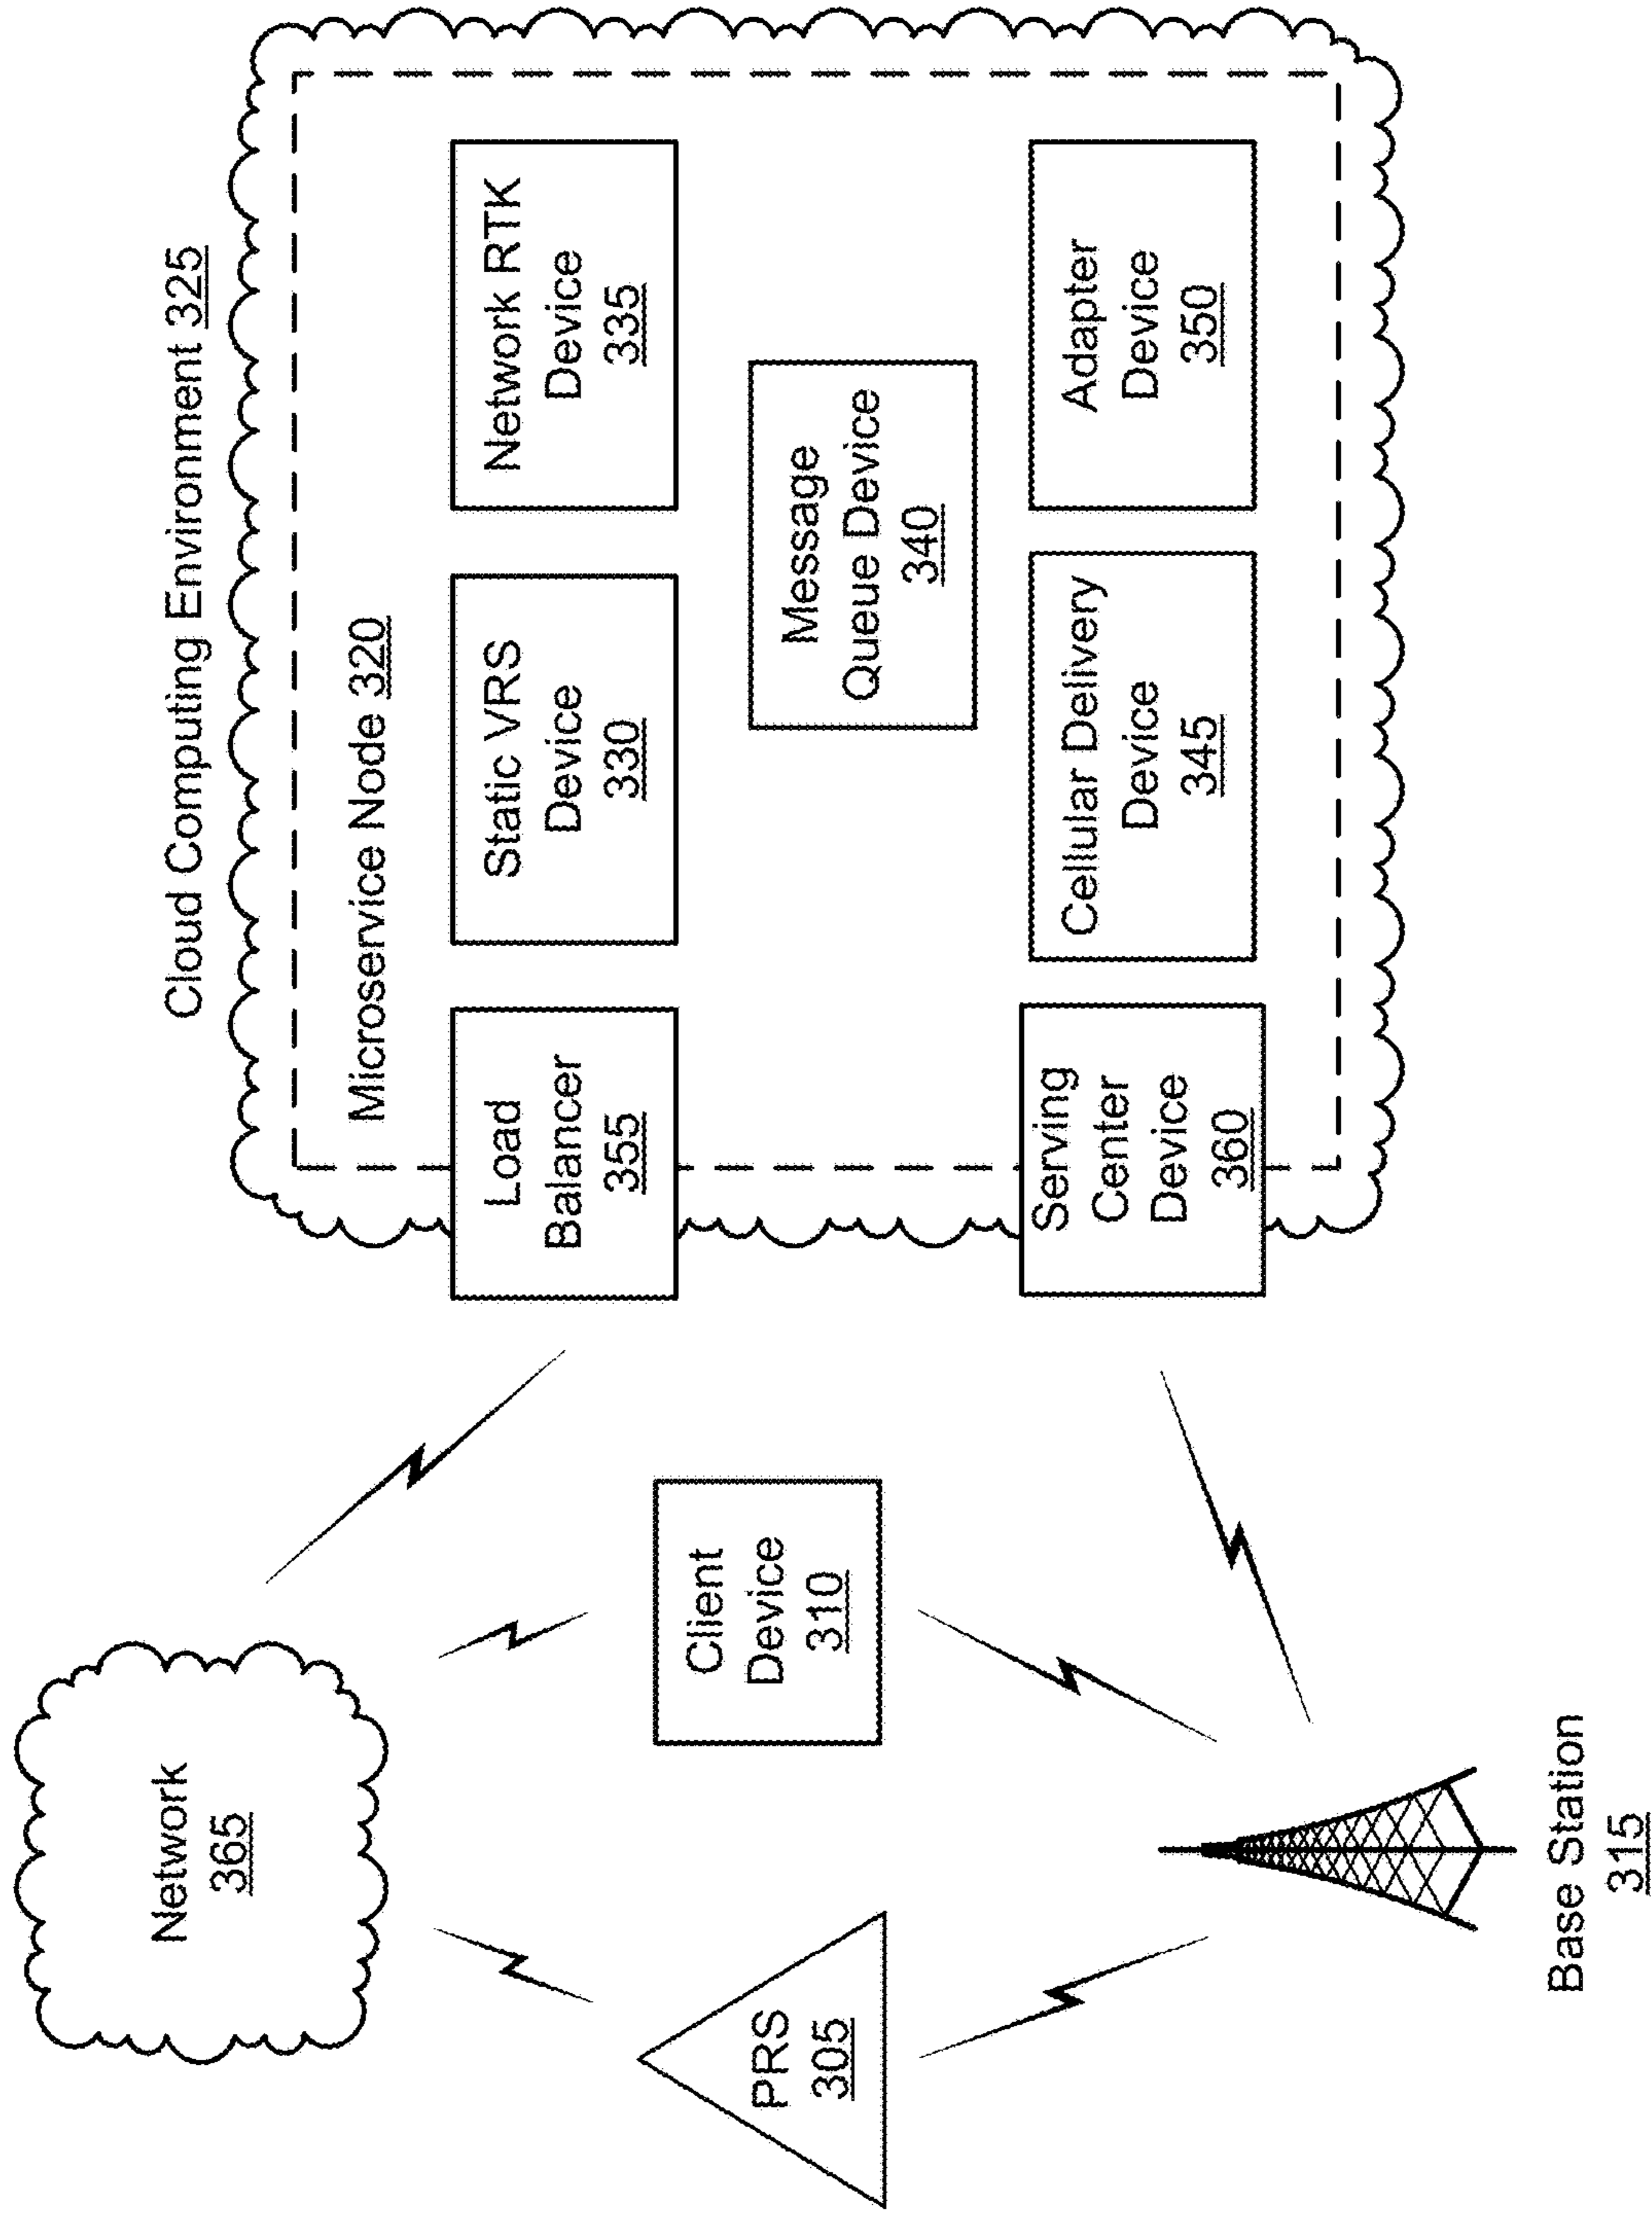 Cloud Computing Environment 325
Network
365
Microservice Node 320
Load
Balancer
355
Static VRS
Device
330
Network RTK
Device
335
Client
Device
310
Message
Queue Device
340
PRS
305
Serving
Center
Device
360
Cellular Delivery
Device
345
Adapter
Device
350
Base Station
315